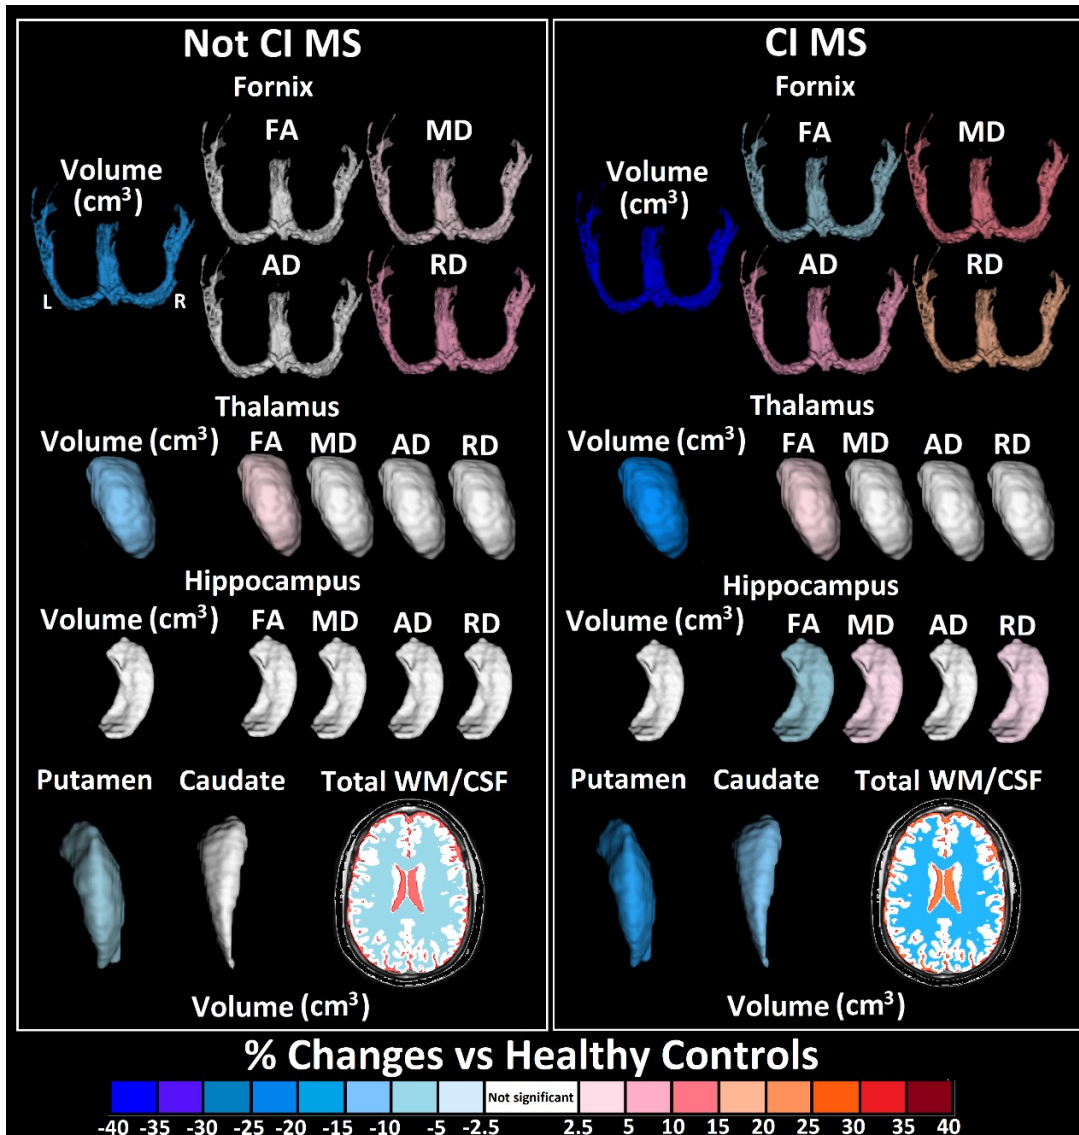 Not CI MS
Fornix
FA MD
Volume
(cm³)
AD RD
L R
Thalamus
Volume (cm³) FA MD AD RD
Hippocampus
Volume (cm³) FA MD AD RD
Putamen Caudate Total WM/CSF
Volume (cm³)
CI MS
Fornix
FA MD
Volume
(cm³)
AD RD
Thalamus
Volume (cm³) FA MD AD RD
Hippocampus
Volume (cm³) FA MD AD RD
Putamen Caudate Total WM/CSF
Volume (cm³)
% Changes vs Healthy Controls
Not significant
-40 -35 -30 -25 -20 -15 -10 -5 -2.5 2.5 5 10 15 20 25 30 35 40